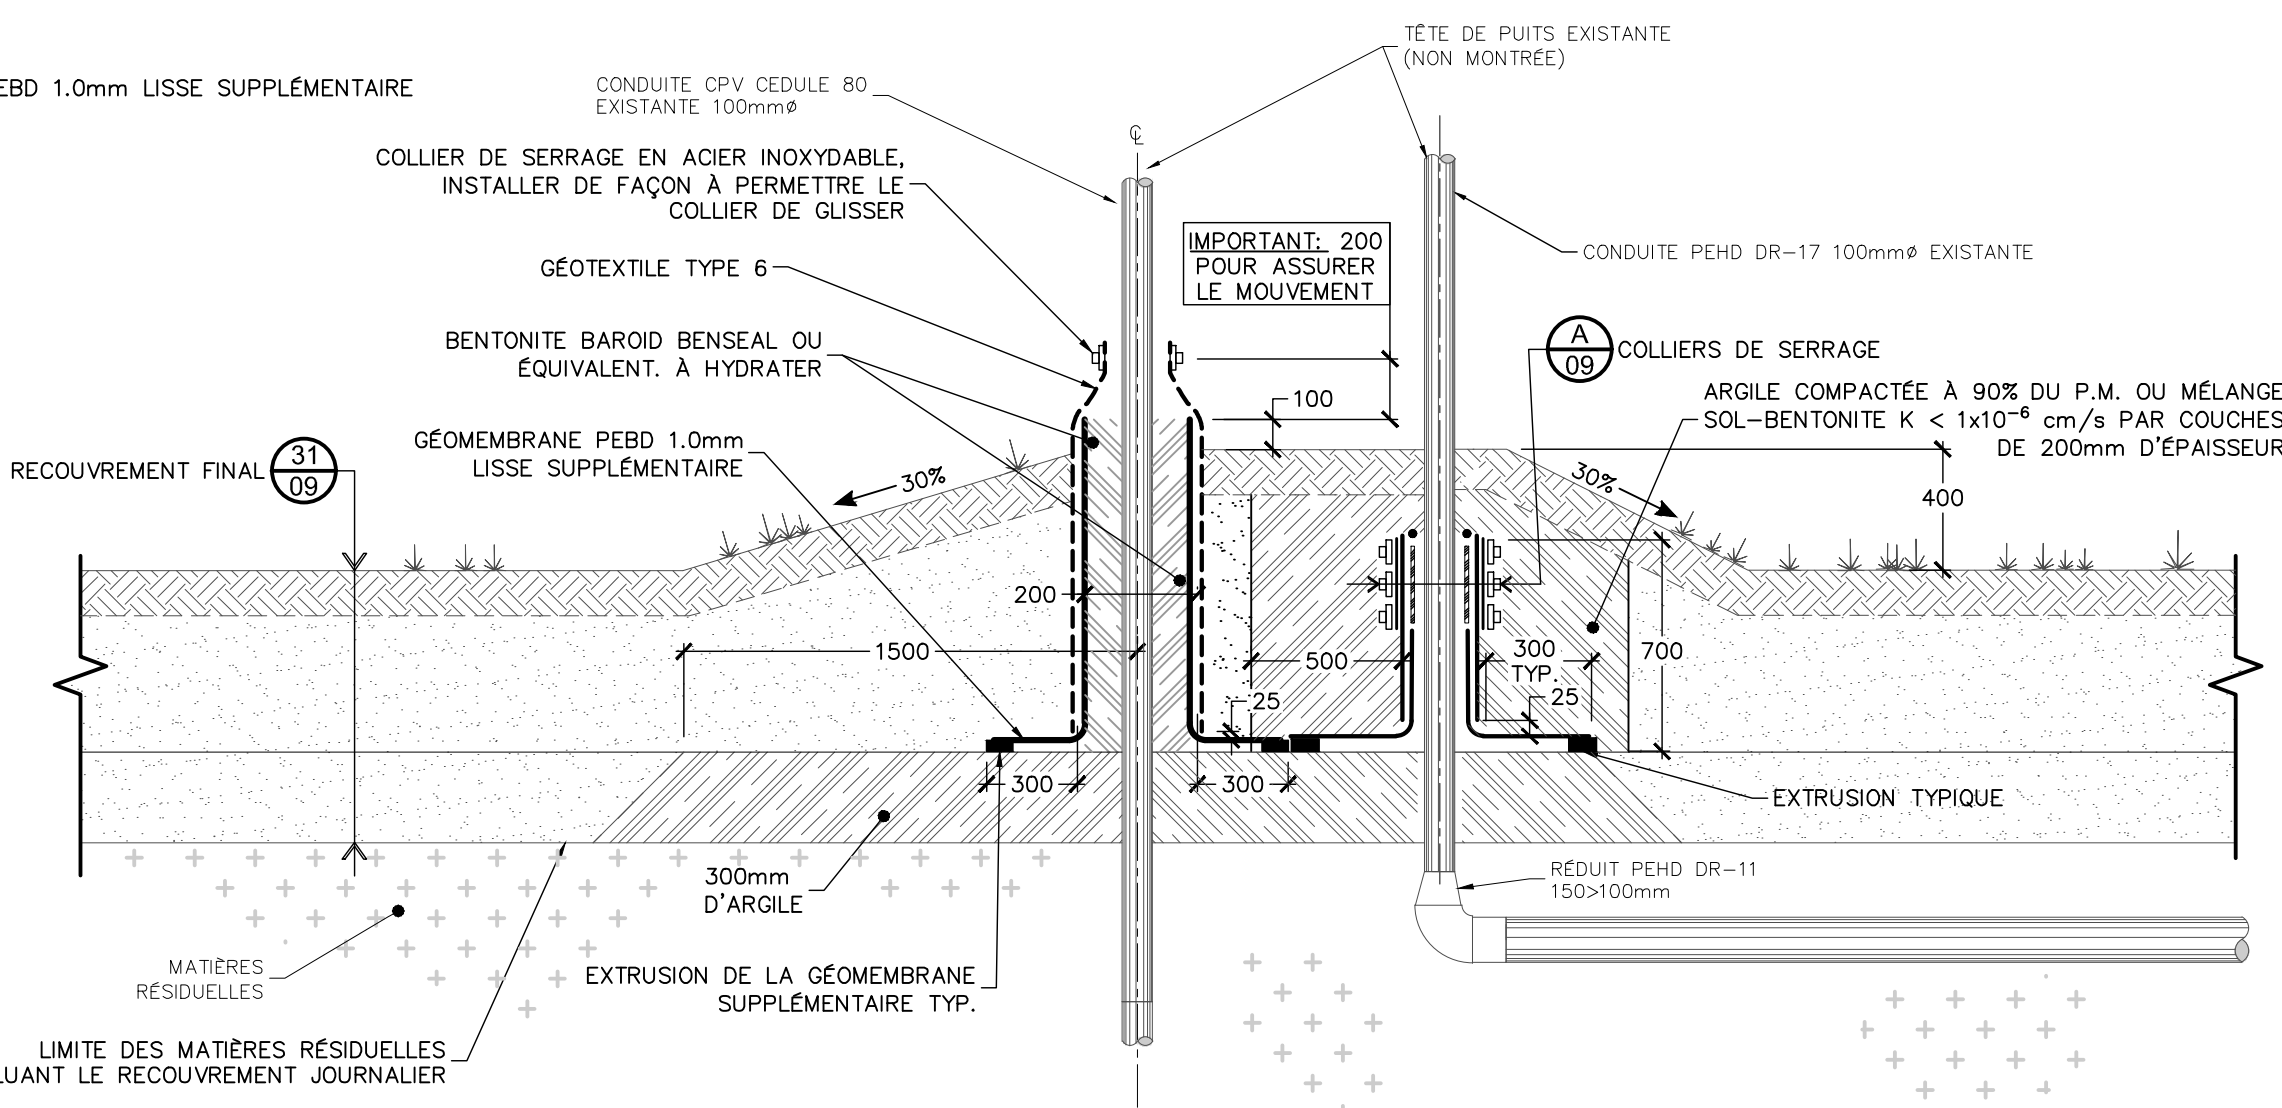 TÊTE DE PUITS EXISTANTE
(NON MONTRÉE)
EBD 1.0mm LISSE SUPPLÉMENTAIRE
CONDUITE CPV CEDULE 80
EXISTANTE 100mmø
COLLIER DE SERRAGE EN ACIER INOXYDABLE,
INSTALLER DE FAÇON À PERMETTRE LE
COLLIER DE GLISSER
IMPORTANT: 200
POUR ASSURER
LE MOUVEMENT
CONDUITE PEHD DR-17 100mmø EXISTANTE
GÉOTEXTILE TYPE 6
BENTONITE BAROID BENSEAL OU
ÉQUIVALENT. À HYDRATER
A
09
COLLIERS DE SERRAGE
ARGILE COMPACTÉE À 90% DU P.M. OU MÉLANGE
SOL-BENTONITE K < 1x10⁻⁶ cm/s PAR COUCHES
DE 200mm D'ÉPAISSEUR
100
GÉOMEMBRANE PEBD 1.0mm
LISSE SUPPLÉMENTAIRE
RECOUVREMENT FINAL
31
09
30%
30%
400
200
1500
500
300
TYP.
700
25
25
300
300
EXTRUSION TYPIQUE
300mm
D'ARGILE
RÉDUIT PEHD DR-11
150>100mm
MATIÈRES
RÉSIDUELLES
EXTRUSION DE LA GÉOMEMBRANE
SUPPLÉMENTAIRE TYP.
LIMITE DES MATIÈRES RÉSIDUELLES
LUANT LE RECOUVREMENT JOURNALIER